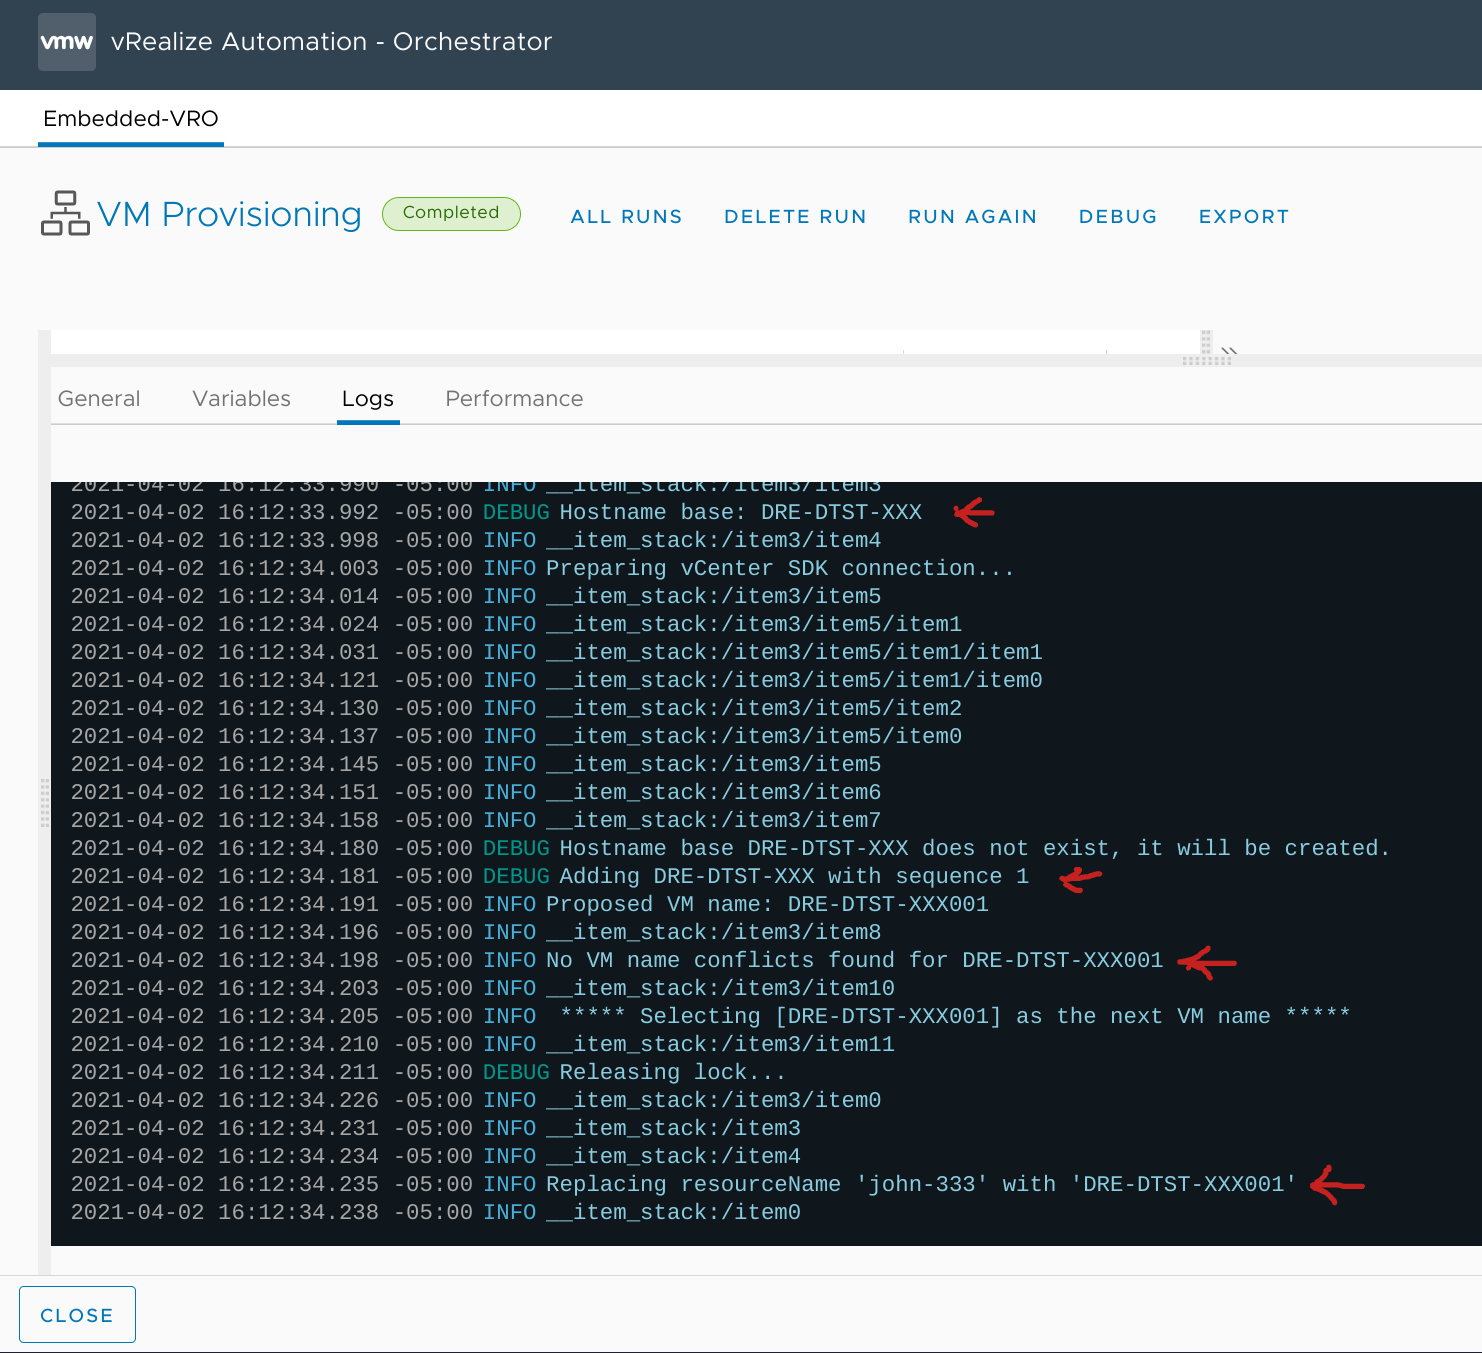 vmw vRealize Automation - Orchestrator
Embedded-VRO
VM Provisioning Completed ALL RUNS DELETE RUN RUN AGAIN DEBUG EXPORT
General Variables Logs Performance
2021-04-02 16:12:33.990 -05:00 INFO __item_stack:/item3/item3
2021-04-02 16:12:33.992 -05:00 DEBUG Hostname base: DRE-DTST-XXX
2021-04-02 16:12:33.998 -05:00 INFO __item_stack:/item3/item4
2021-04-02 16:12:34.003 -05:00 INFO Preparing vCenter SDK connection...
2021-04-02 16:12:34.014 -05:00 INFO __item_stack:/item3/item5
2021-04-02 16:12:34.024 -05:00 INFO __item_stack:/item3/item5/item1
2021-04-02 16:12:34.031 -05:00 INFO __item_stack:/item3/item5/item1/item1
2021-04-02 16:12:34.121 -05:00 INFO __item_stack:/item3/item5/item1/item0
2021-04-02 16:12:34.130 -05:00 INFO __item_stack:/item3/item5/item2
2021-04-02 16:12:34.137 -05:00 INFO __item_stack:/item3/item5/item0
2021-04-02 16:12:34.145 -05:00 INFO __item_stack:/item3/item5
2021-04-02 16:12:34.151 -05:00 INFO __item_stack:/item3/item6
2021-04-02 16:12:34.158 -05:00 INFO __item_stack:/item3/item7
2021-04-02 16:12:34.180 -05:00 DEBUG Hostname base DRE-DTST-XXX does not exist, it will be created.
2021-04-02 16:12:34.181 -05:00 DEBUG Adding DRE-DTST-XXX with sequence 1
2021-04-02 16:12:34.191 -05:00 INFO Proposed VM name: DRE-DTST-XXX001
2021-04-02 16:12:34.196 -05:00 INFO __item_stack:/item3/item8
2021-04-02 16:12:34.198 -05:00 INFO No VM name conflicts found for DRE-DTST-XXX001
2021-04-02 16:12:34.203 -05:00 INFO __item_stack:/item3/item10
2021-04-02 16:12:34.205 -05:00 INFO ***** Selecting [DRE-DTST-XXX001] as the next VM name *****
2021-04-02 16:12:34.210 -05:00 INFO __item_stack:/item3/item11
2021-04-02 16:12:34.211 -05:00 DEBUG Releasing lock...
2021-04-02 16:12:34.226 -05:00 INFO __item_stack:/item3/item0
2021-04-02 16:12:34.231 -05:00 INFO __item_stack:/item3
2021-04-02 16:12:34.234 -05:00 INFO __item_stack:/item4
2021-04-02 16:12:34.235 -05:00 INFO Replacing resourceName 'john-333' with 'DRE-DTST-XXX001'
2021-04-02 16:12:34.238 -05:00 INFO __item_stack:/item0
CLOSE